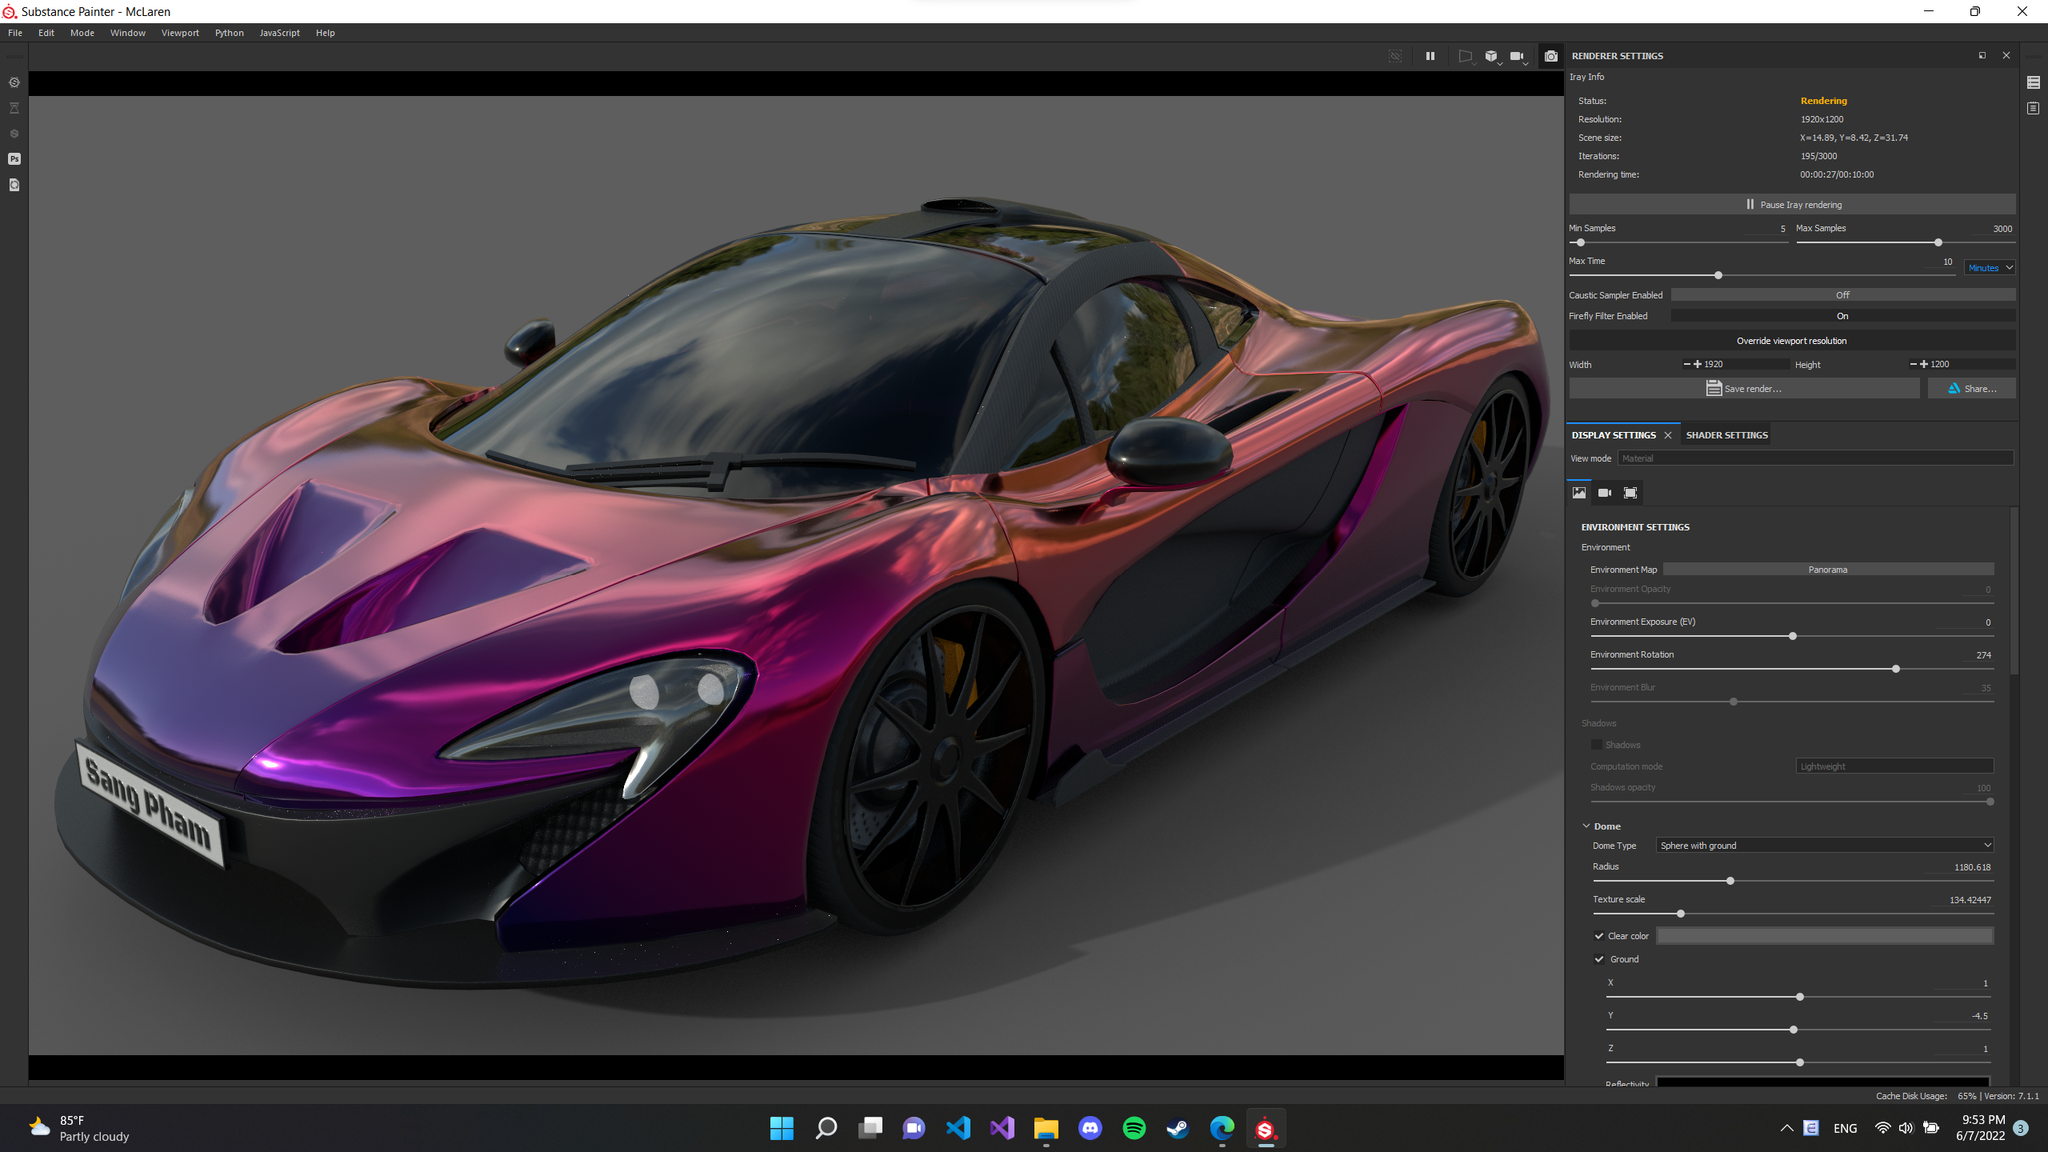 Substance Painter - McLaren
File Edit Mode Window Viewport Python JavaScript Help
RENDERER SETTINGS
Iray Info
Status: Rendering
Resolution: 1920x1200
Scene size: X=14.89, Y=8.42, Z=31.74
Iterations: 195/3000
Rendering time: 00:00:27/00:10:00
Pause Iray rendering
Min Samples 5 Max Samples 3000
Max Time 10 Minutes
Caustic Sampler Enabled Off
Firefly Filter Enabled On
Override viewport resolution
Width 1920 Height 1200
Save render... Share...
DISPLAY SETTINGS SHADER SETTINGS
View mode Material
ENVIRONMENT SETTINGS
Environment
Environment Map Panorama
Environment Opacity 0
Environment Exposure (EV) 0
Environment Rotation 274
Environment Blur 35
Shadows
Shadows
Computation mode Lightweight
Shadows opacity 100
Dome
Dome Type Sphere with ground
Radius 1180.618
Texture scale 134.42447
Clear color
Ground
X 1
Y -4.5
Z 1
Reflectivity
Ps
Sang Pham
Cache Disk Usage: 65% | Version: 7.1.1
85°F
Partly cloudy
ENG
9:53 PM
6/7/2022
3